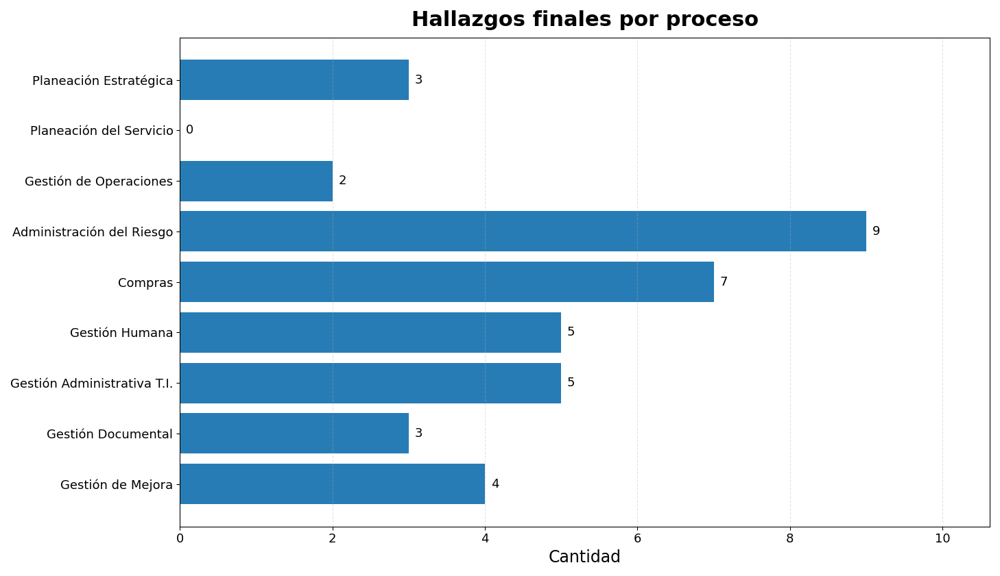 Hallazgos finales por proceso
Planeación Estratégica 3
Planeación del Servicio 0
Gestión de Operaciones 2
Administración del Riesgo 9
Compras 7
Gestión Humana 5
Gestión Administrativa T.I. 5
Gestión Documental 3
Gestión de Mejora 4
0 2 4 6 8 10
Cantidad